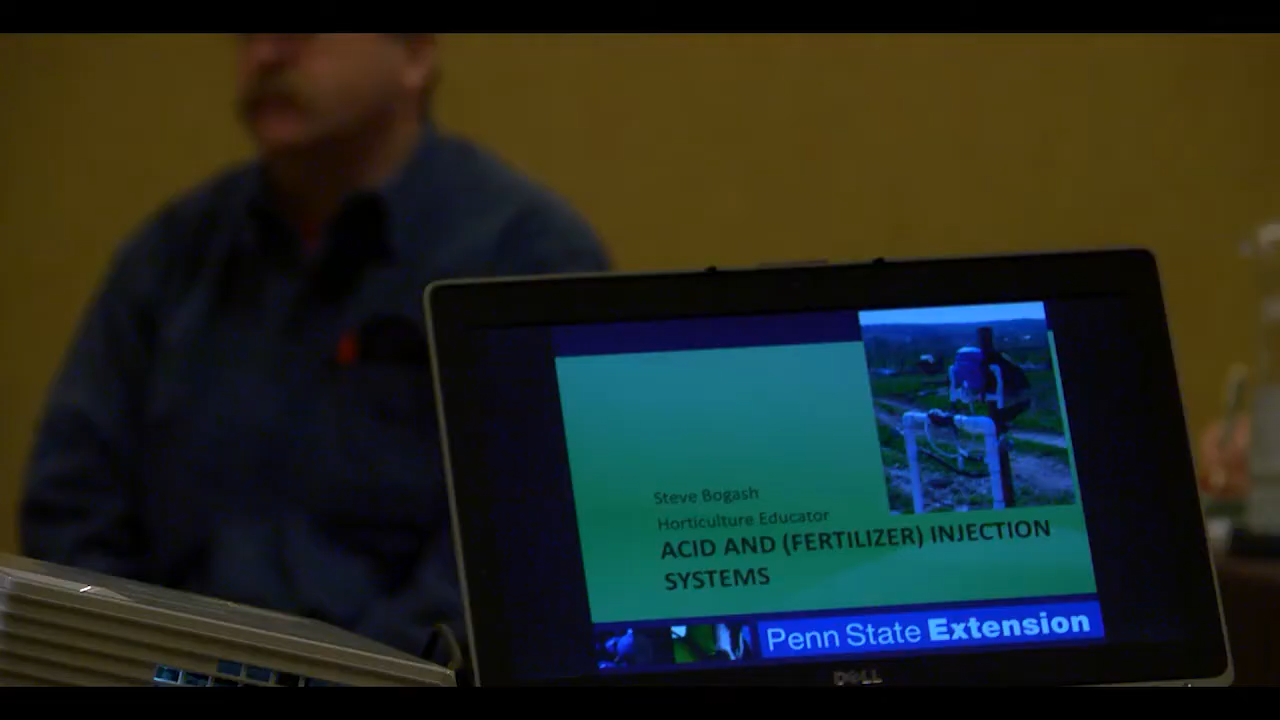 Steve Bogash
Horticulture Educator
ACID AND (FERTILIZER) INJECTION
SYSTEMS
Penn State Extension
DELL